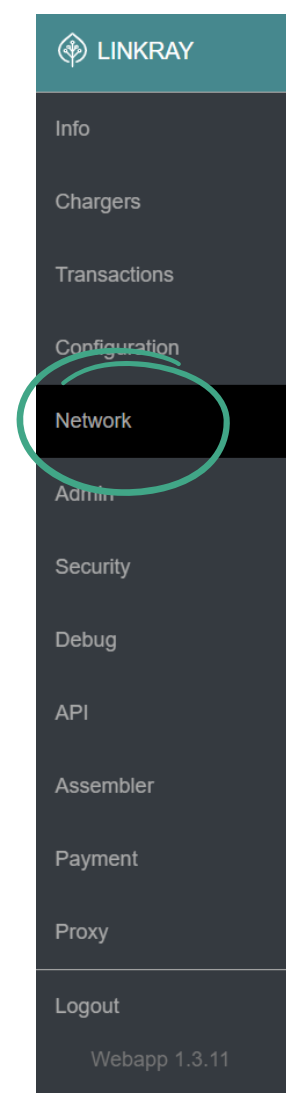 LINKRAY
Info
Chargers
Transactions
Configuration
Network
Admin
Security
Debug
API
Assembler
Payment
Proxy
Logout
Webapp 1.3.11